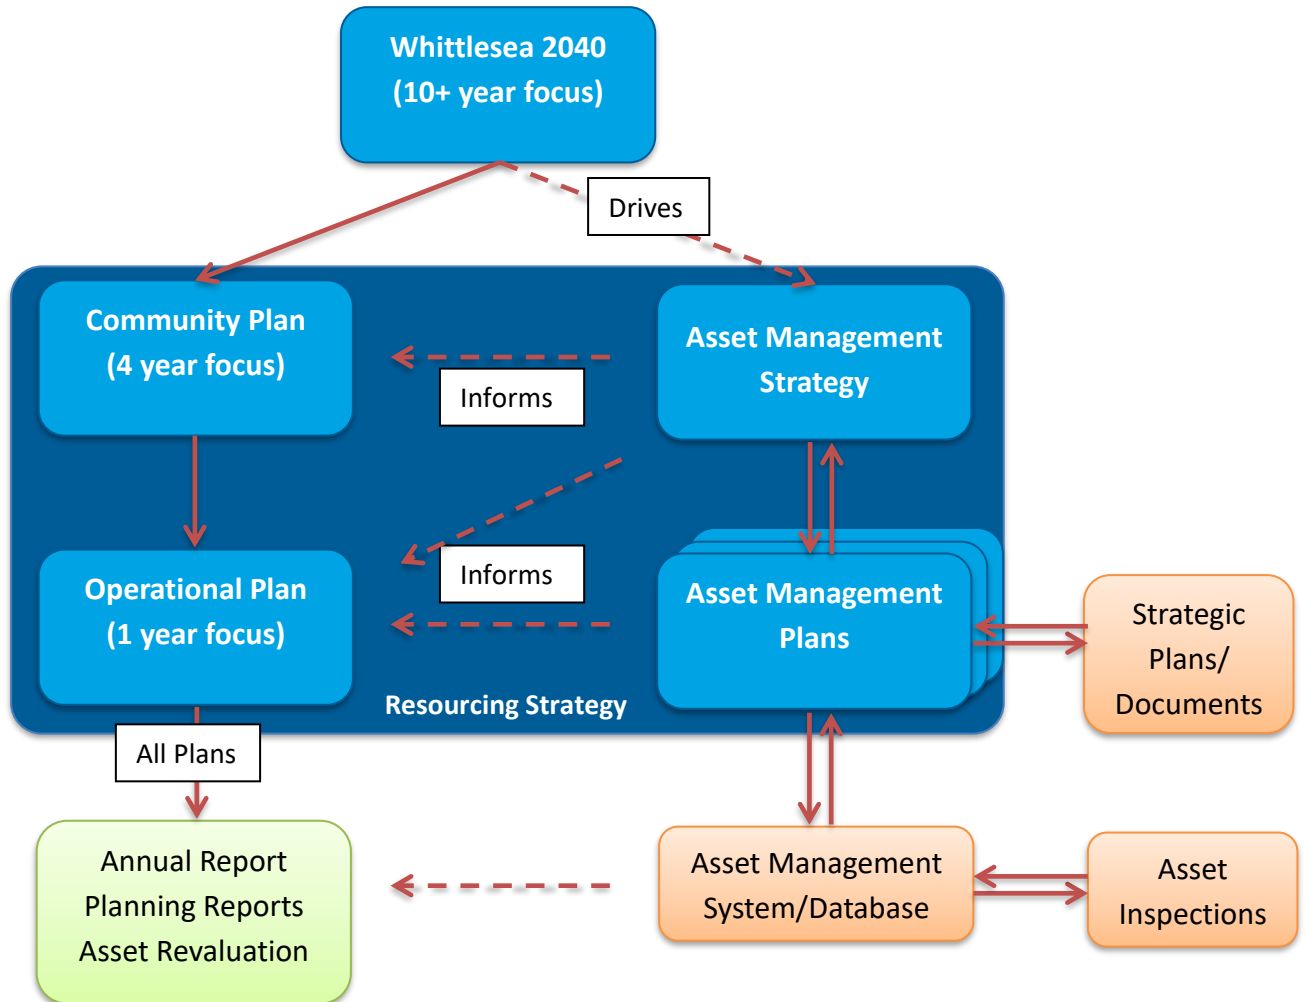 Whittlesea 2040
(10+ year focus)
Drives
Community Plan
(4 year focus)
Asset Management
Strategy
Informs
Operational Plan
(1 year focus)
Informs
Asset Management
Plans
Strategic
Plans/
Documents
Resourcing Strategy
All Plans
Annual Report
Planning Reports
Asset Revaluation
Asset Management
System/Database
Asset
Inspections